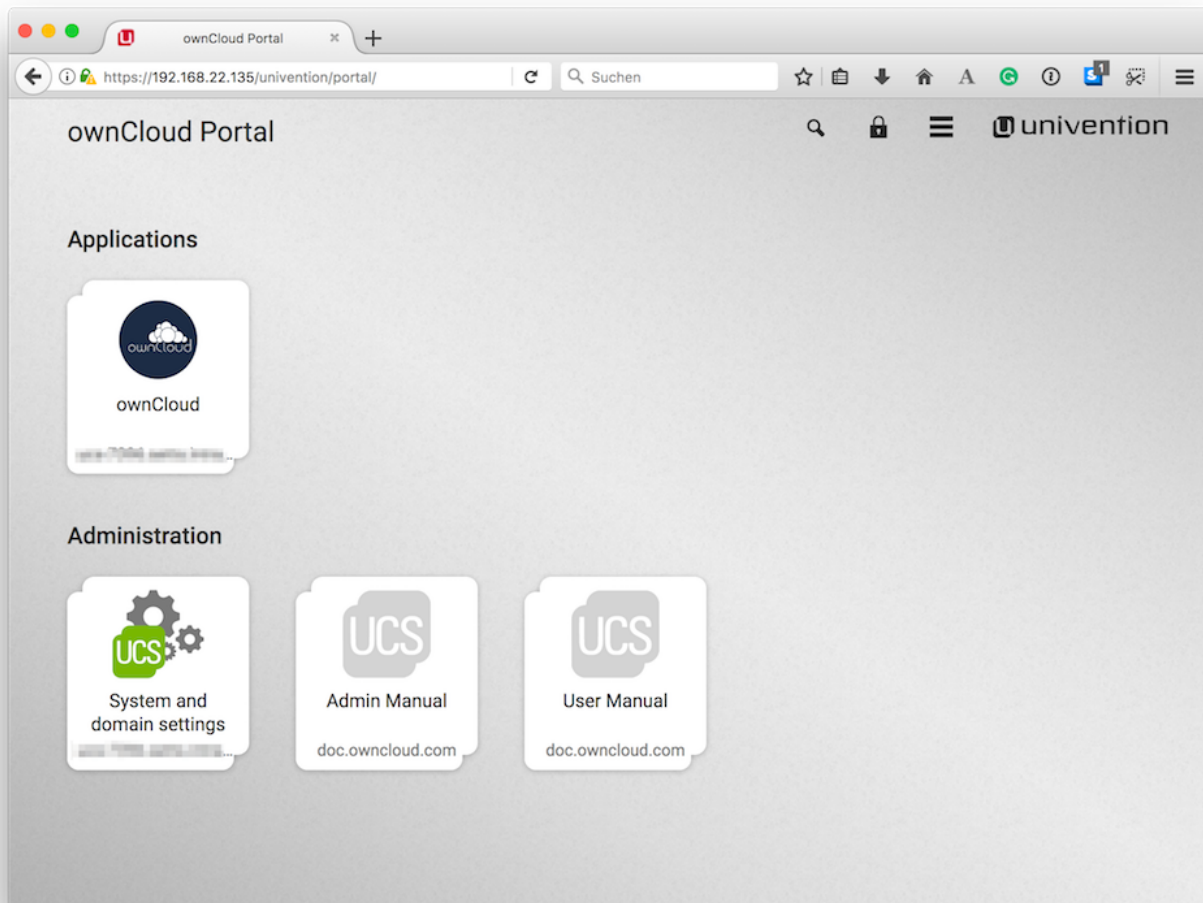 ownCloud Portal
https://192.168.22.135/univention/portal/
Suchen
1
ownCloud Portal
univention
Applications
ownCloud
ownCloud
Administration
UCS
System and
domain settings
UCS
Admin Manual
doc.owncloud.com
UCS
User Manual
doc.owncloud.com